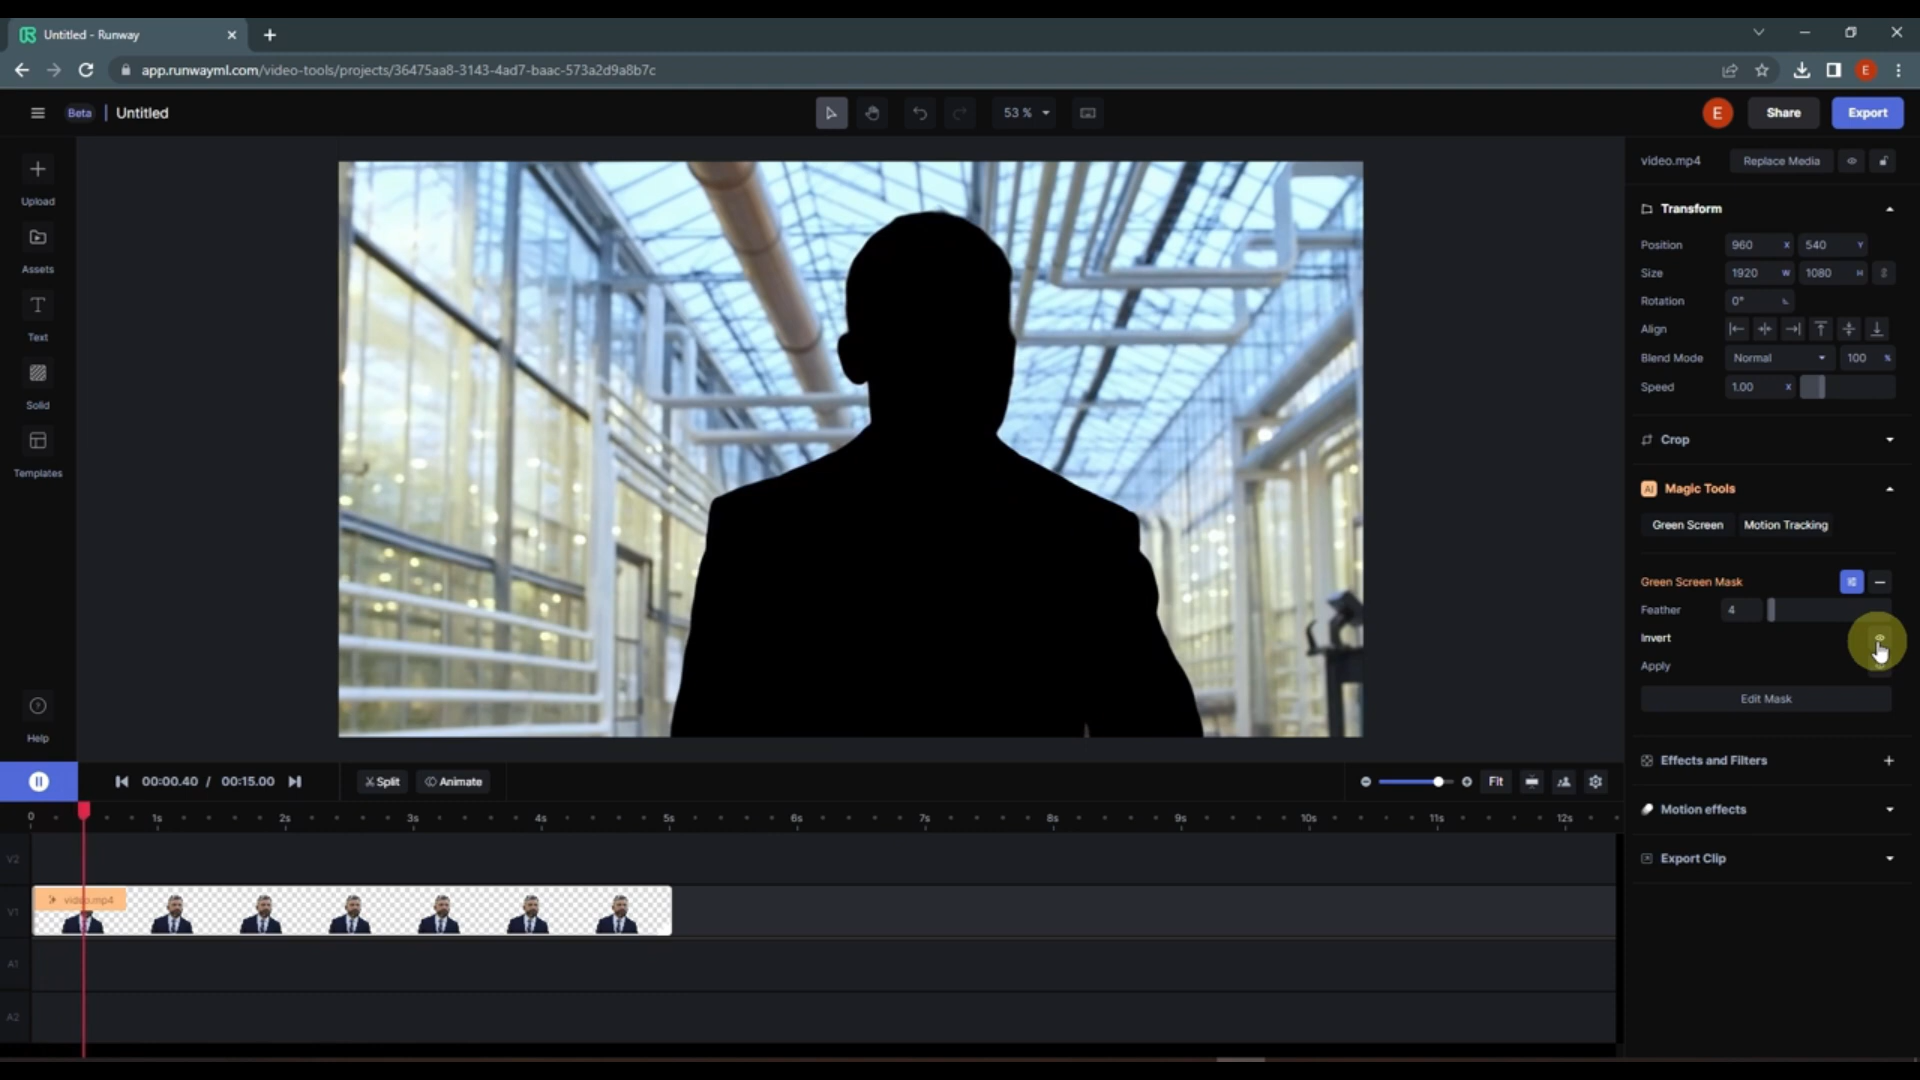 Untitled - Runway
app.runwayml.com/video-tools/projects/36475aa8-3143-4ad7-baac-573a2d9a8b7c
E
Beta | Untitled
53 %
E
Share
Export
Upload
Assets
Text
Solid
Templates
Help
video.mp4
Replace Media
Transform
Position 960 X 540 Y
Size 1920 W 1080 H
Rotation 0°
Align
Blend Mode Normal 100 %
Speed 1.00 X
Crop
AI Magic Tools
Green Screen Motion Tracking
Green Screen Mask
Feather 4
Invert
Apply
Edit Mask
Effects and Filters
Motion effects
Export Clip
00:00.40 / 00:15.00
Split
Animate
Fit
0 1s 2s 3s 4s 5s 6s 7s 8s 9s 10s 11s 12s
V2
V1
video.mp4
A1
A2